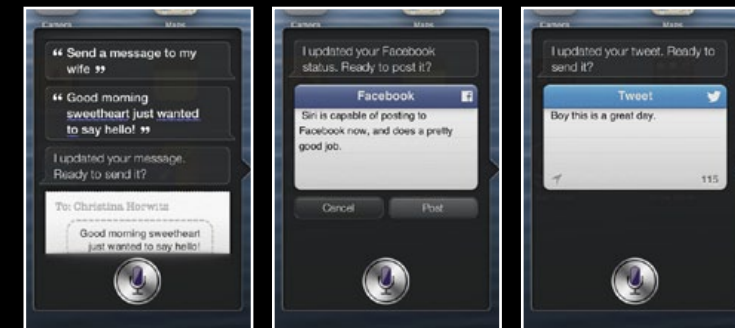 Camera Maps
“ Send a message to my
wife ”
“ Good morning
sweetheart just wanted
to say hello! ”
I updated your message.
Ready to send it?
To: Christina Horwitz
Good morning sweetheart
just wanted to say hello!
Camera Maps
I updated your Facebook
status. Ready to post it?
Facebook
Siri is capable of posting to
Facebook now, and does a pretty
good job.
Cancel Post
Camera Maps
I updated your tweet. Ready to
send it?
Tweet
Boy this is a great day.
115